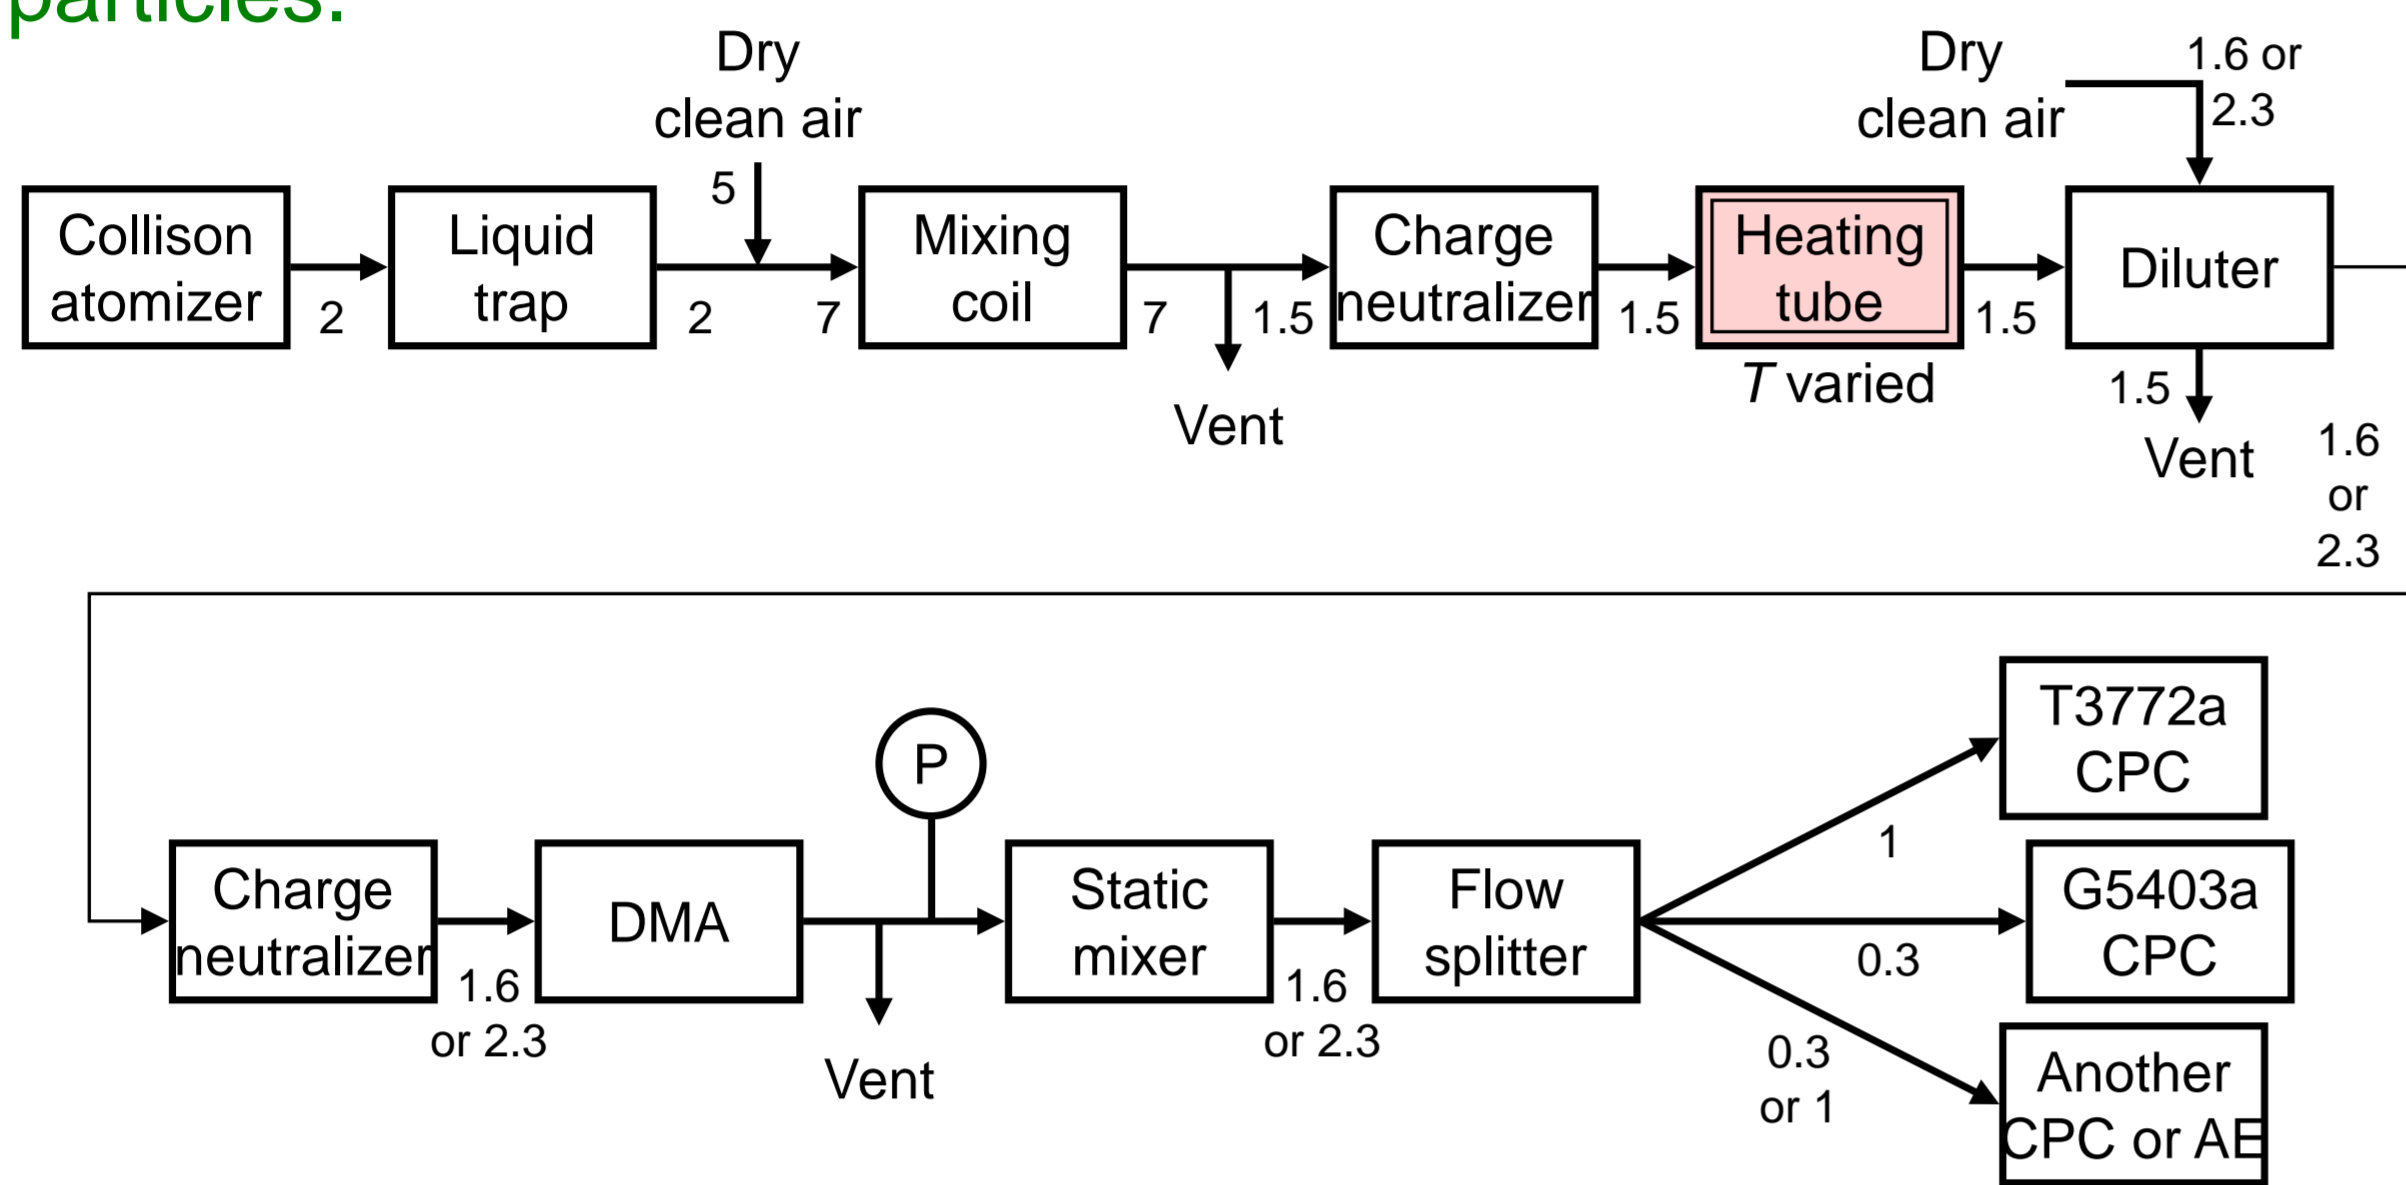 particles.
Dry
clean air
5
Dry
clean air
1.6 or
2.3
Collison
atomizer
2
Liquid
trap
2
7
Mixing
coil
7
1.5
Vent
Charge
neutralizer
1.5
Heating
tube
T varied
1.5
Diluter
1.5
Vent
1.6
or
2.3
Charge
neutralizer
1.6
or 2.3
DMA
P
Vent
Static
mixer
1.6
or 2.3
Flow
splitter
1
0.3
0.3
or 1
T3772a
CPC
G5403a
CPC
Another
CPC or AE